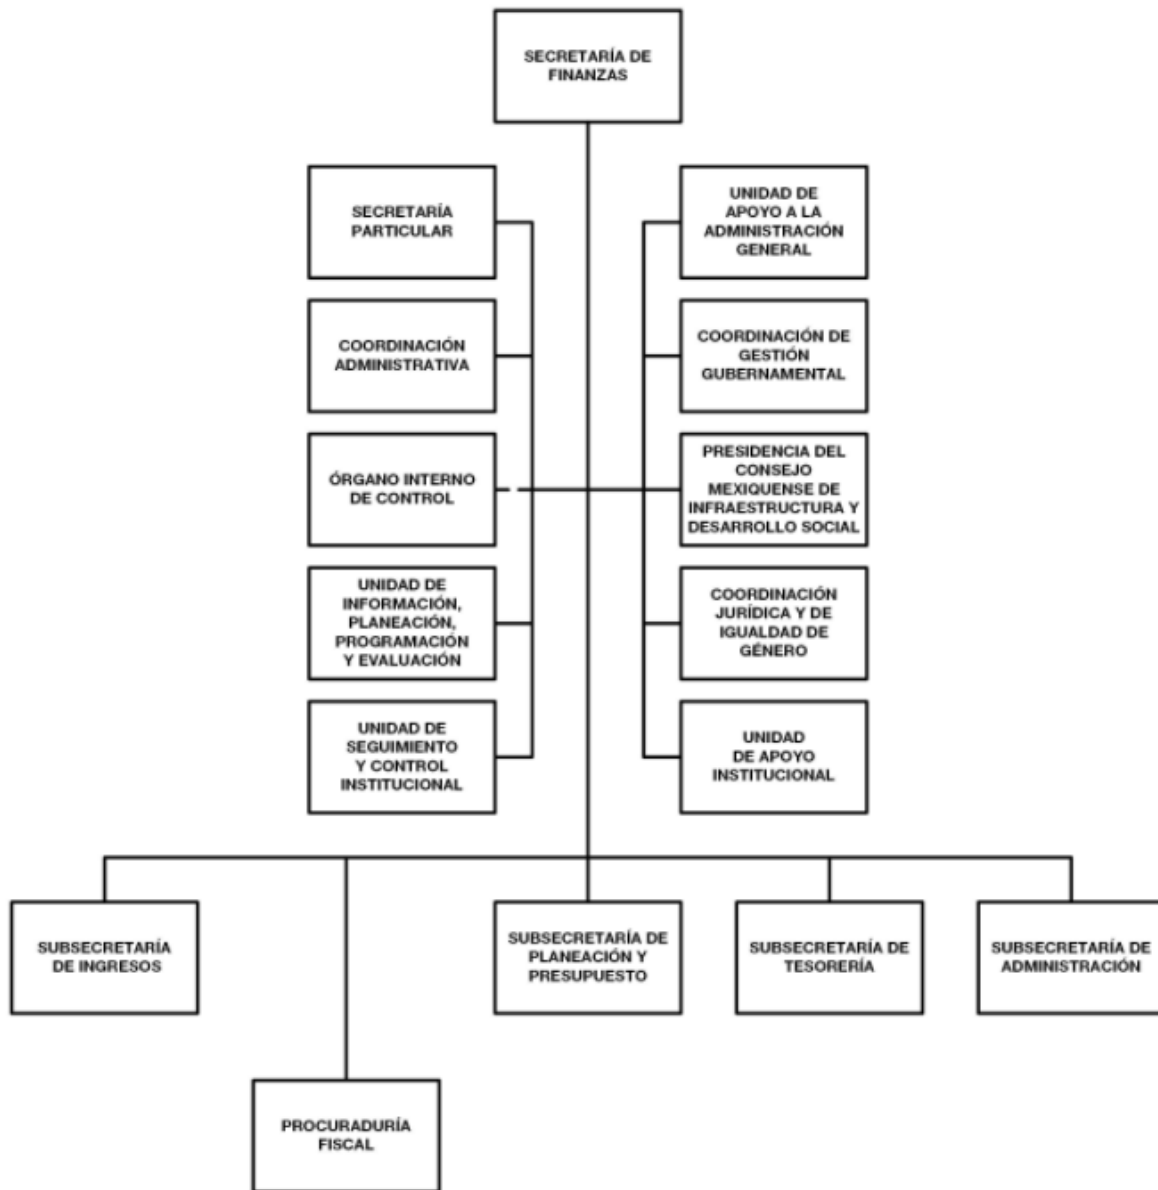 SECRETARÍA DE
FINANZAS
SECRETARÍA
PARTICULAR
UNIDAD DE
APOYO A LA
ADMINISTRACIÓN
GENERAL
COORDINACIÓN
ADMINISTRATIVA
COORDINACIÓN DE
GESTIÓN
GUBERNAMENTAL
ÓRGANO INTERNO
DE CONTROL
PRESIDENCIA DEL
CONSEJO
MEXIQUENSE DE
INFRAESTRUCTURA Y
DESARROLLO SOCIAL
UNIDAD DE
INFORMACIÓN,
PLANEACIÓN,
PROGRAMACIÓN
Y EVALUACIÓN
COORDINACIÓN
JURÍDICA Y DE
IGUALDAD DE
GÉNERO
UNIDAD DE
SEGUIMIENTO
Y CONTROL
INSTITUCIONAL
UNIDAD
DE APOYO
INSTITUCIONAL
SUBSECRETARÍA
DE INGRESOS
SUBSECRETARÍA DE
PLANEACIÓN Y
PRESUPUESTO
SUBSECRETARÍA DE
TESORERÍA
SUBSECRETARÍA DE
ADMINISTRACIÓN
PROCURADURÍA
FISCAL